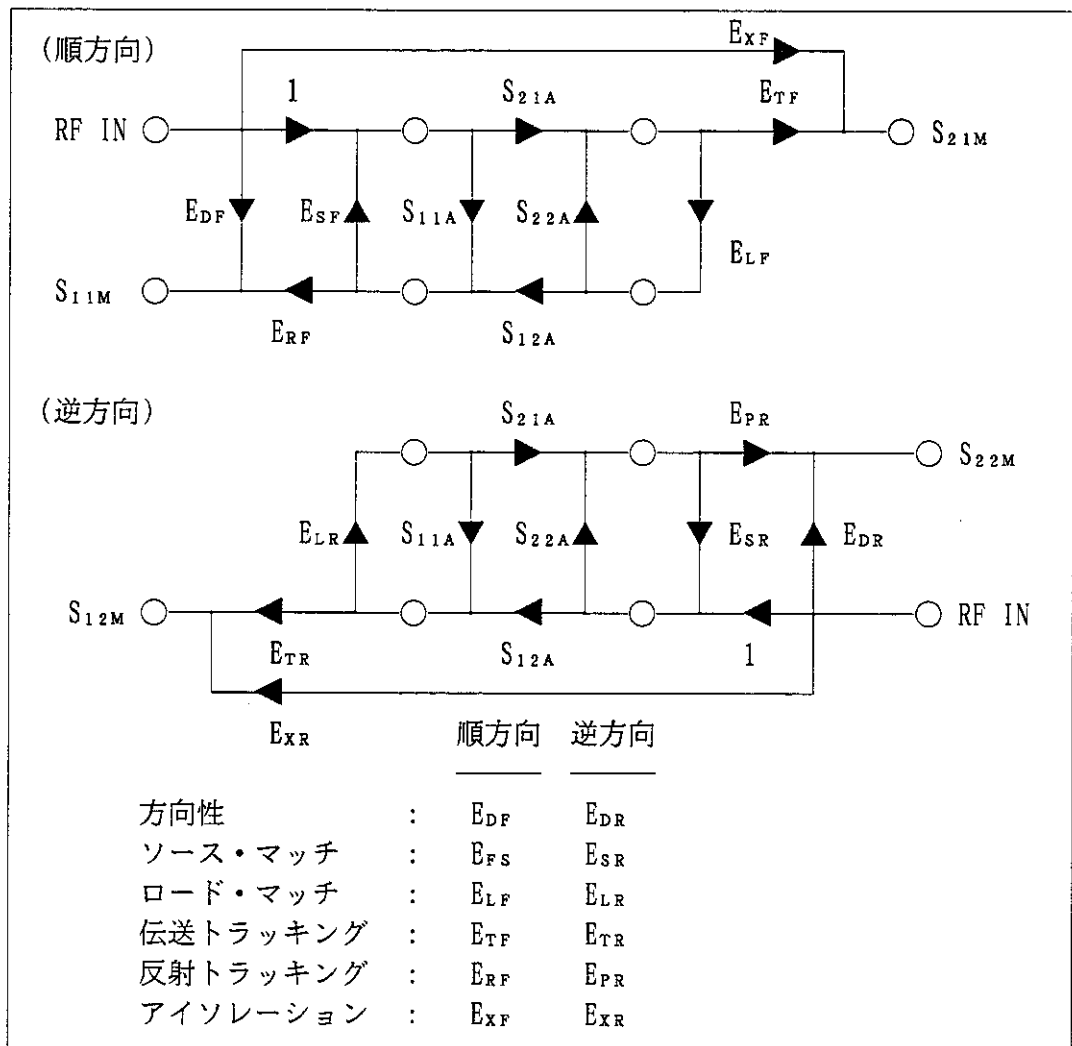 (順方向)
E_XF
1 S_21A E_TF
RF IN S_21M
E_DF E_SF S_11A S_22A
E_LF
S_11M
E_RF S_12A
(逆方向)
S_21A E_PR
S_22M
E_LR S_11A S_22A E_SR E_DR
S_12M RF IN
E_TR S_12A 1
E_XR
順方向 逆方向
方向性 : E_DF E_DR
ソース・マッチ : E_FS E_SR
ロード・マッチ : E_LF E_LR
伝送トラッキング : E_TF E_TR
反射トラッキング : E_RF E_PR
アイソレーション : E_XF E_XR